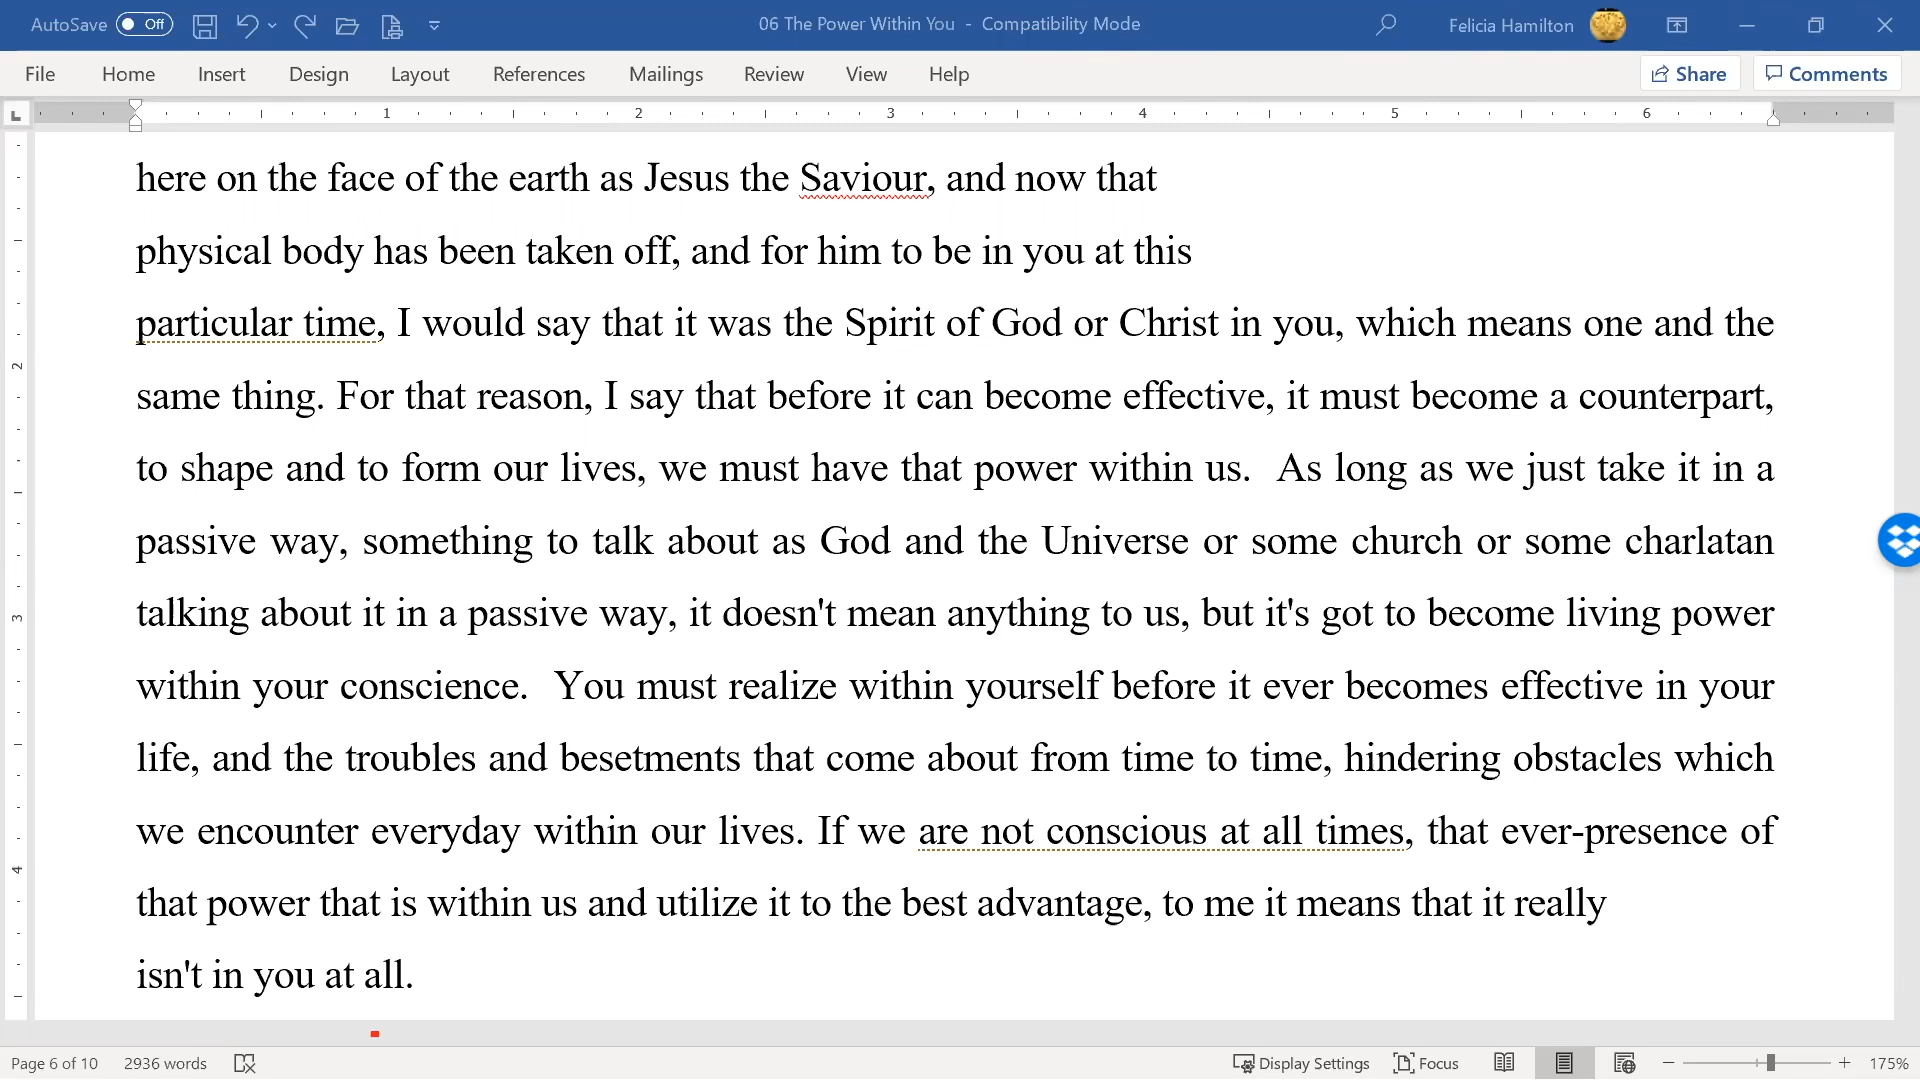 AutoSave Off 06 The Power Within You - Compatibility Mode Felicia Hamilton
File Home Insert Design Layout References Mailings Review View Help Share Comments
1 2 3 4 5 6
here on the face of the earth as Jesus the Saviour, and now that
physical body has been taken off, and for him to be in you at this
particular time, I would say that it was the Spirit of God or Christ in you, which means one and the
same thing. For that reason, I say that before it can become effective, it must become a counterpart,
to shape and to form our lives, we must have that power within us. As long as we just take it in a
passive way, something to talk about as God and the Universe or some church or some charlatan
talking about it in a passive way, it doesn't mean anything to us, but it's got to become living power
within your conscience. You must realize within yourself before it ever becomes effective in your
life, and the troubles and besetments that come about from time to time, hindering obstacles which
we encounter everyday within our lives. If we are not conscious at all times, that ever-presence of
that power that is within us and utilize it to the best advantage, to me it means that it really
isn't in you at all.
2
3
4
Page 6 of 10 2936 words Display Settings Focus 175%